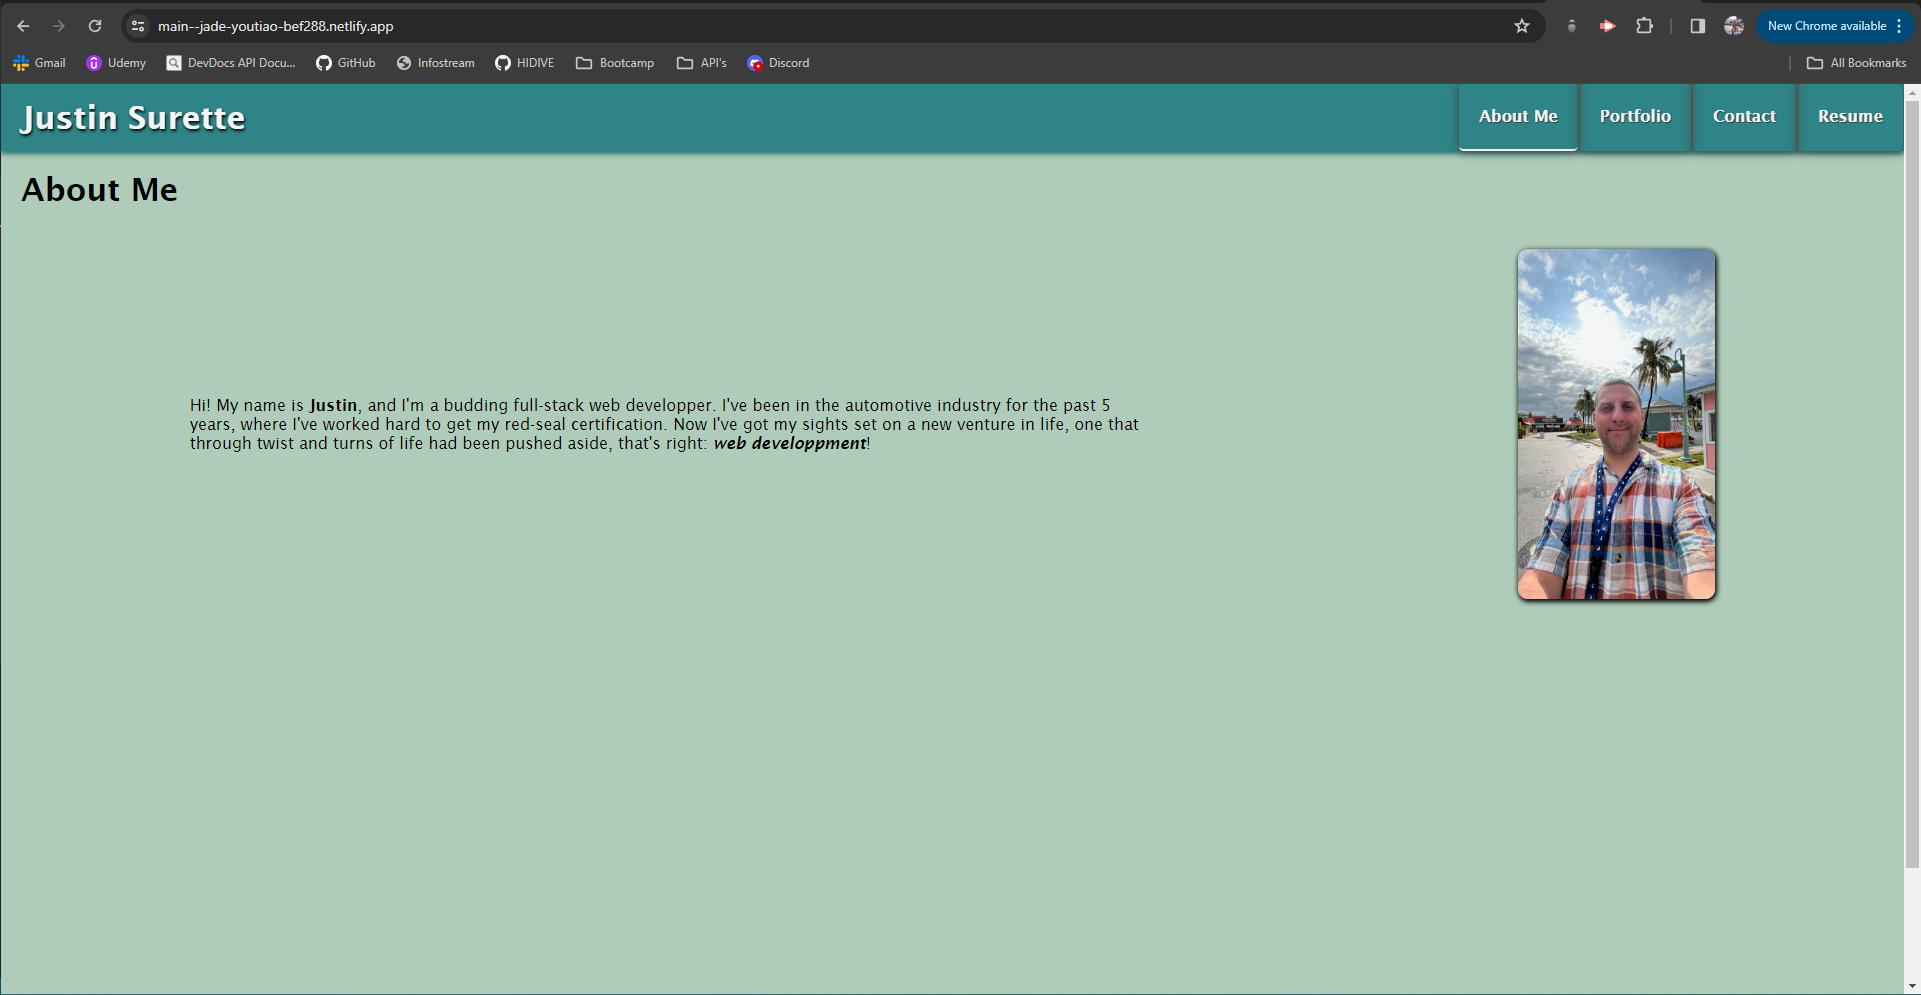 main--jade-youtiao-bef288.netlify.app
New Chrome available
Gmail Udemy DevDocs API Docu... GitHub Infostream HIDIVE Bootcamp API's Discord All Bookmarks
Justin Surette About Me Portfolio Contact Resume
About Me
Hi! My name is Justin, and I'm a budding full-stack web developper. I've been in the automotive industry for the past 5
years, where I've worked hard to get my red-seal certification. Now I've got my sights set on a new venture in life, one that
through twist and turns of life had been pushed aside, that's right: web developpment!